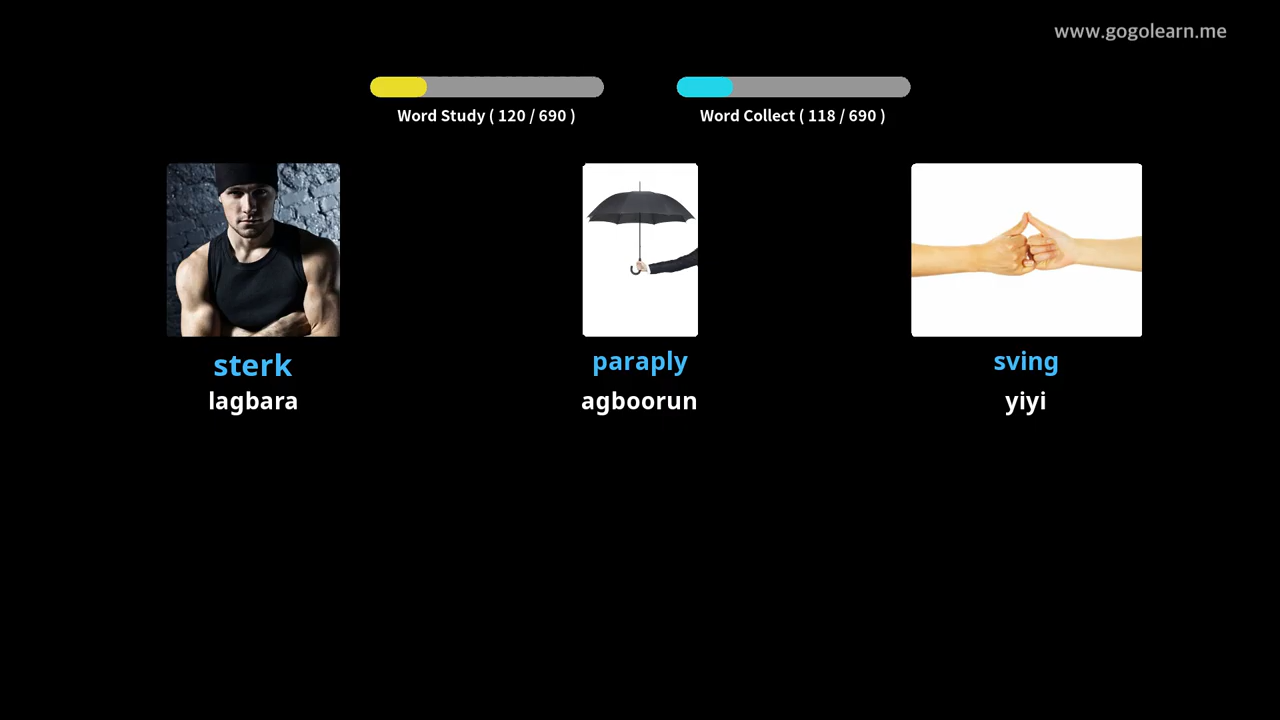 www.gogolearn.me
Word Study ( 120 / 690 )
Word Collect ( 118 / 690 )
sterk
lagbara
paraply
agboorun
sving
yiyi